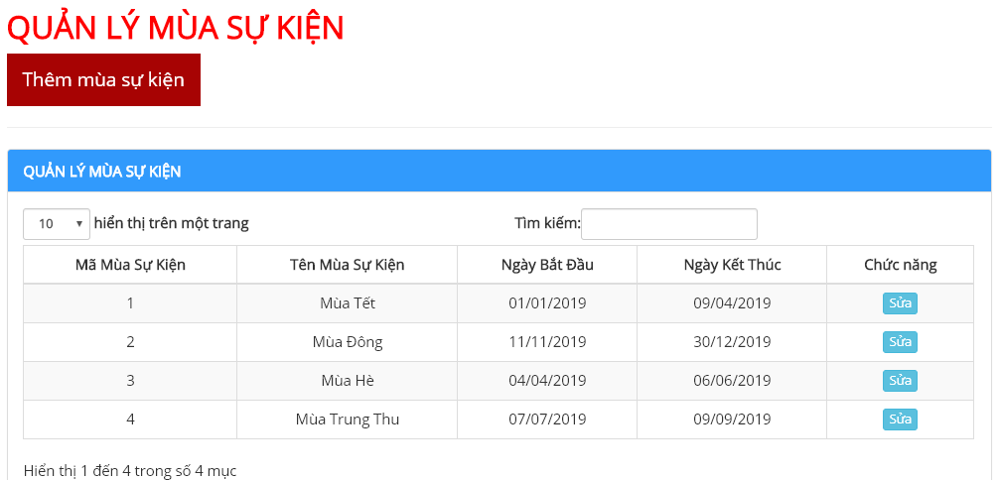 QUẢN LÝ MÙA SỰ KIỆN
Thêm mùa sự kiện
QUẢN LÝ MÙA SỰ KIỆN
10 hiển thị trên một trang Tìm kiếm:
Mã Mùa Sự Kiện Tên Mùa Sự Kiện Ngày Bắt Đầu Ngày Kết Thúc Chức năng
1 Mùa Tết 01/01/2019 09/04/2019 Sửa
2 Mùa Đông 11/11/2019 30/12/2019 Sửa
3 Mùa Hè 04/04/2019 06/06/2019 Sửa
4 Mùa Trung Thu 07/07/2019 09/09/2019 Sửa
Hiển thị 1 đến 4 trong số 4 mục